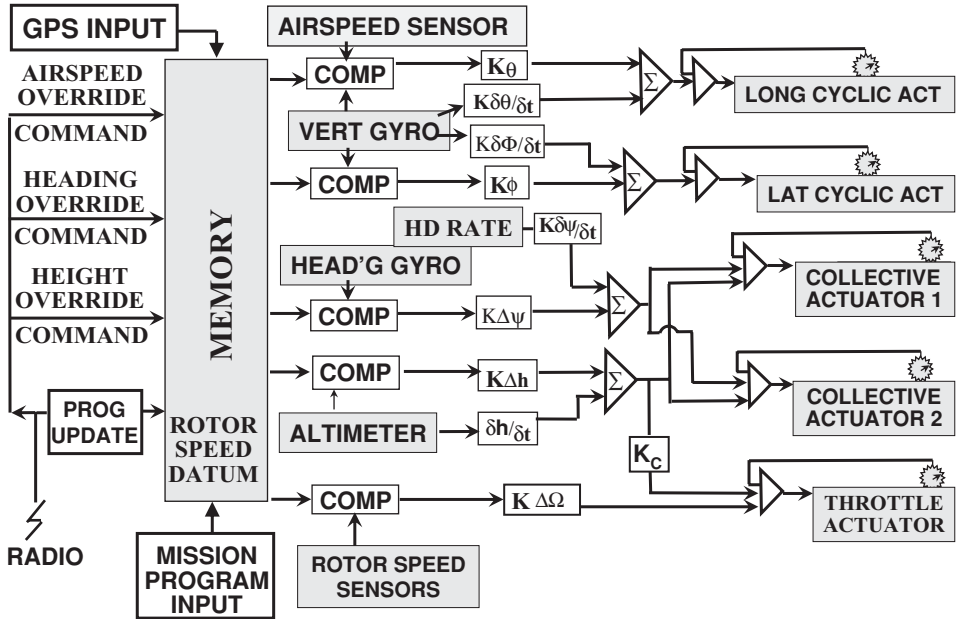 GPS INPUT
AIRSPEED SENSOR
AIRSPEED
OVERRIDE
COMMAND
HEADING
OVERRIDE
COMMAND
HEIGHT
OVERRIDE
COMMAND
PROG
UPDATE
RADIO
MEMORY
ROTOR
SPEED
DATUM
MISSION
PROGRAM
INPUT
COMP
Kθ
Kδθ/δt
VERT GYRO
KδΦ/δt
COMP
Kϕ
HD RATE
Kδψ/δt
HEAD'G GYRO
COMP
KΔψ
COMP
KΔh
ALTIMETER
δh/δt
COMP
K ΔΩ
ROTOR SPEED
SENSORS
Σ
Σ
Σ
Σ
KC
LONG CYCLIC ACT
LAT CYCLIC ACT
COLLECTIVE
ACTUATOR 1
COLLECTIVE
ACTUATOR 2
THROTTLE
ACTUATOR